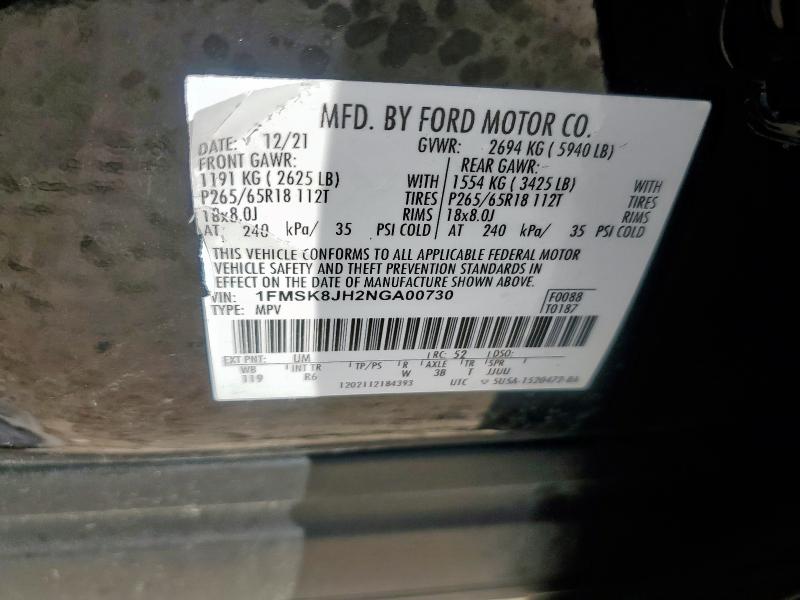 MFD. BY FORD MOTOR CO.
DATE: 12/21 GVWR: 2694 KG ( 5940 LB)
FRONT GAWR: REAR GAWR:
1191 KG ( 2625 LB) WITH 1554 KG ( 3425 LB) WITH
P265/65R18 112T TIRES P265/65R18 112T TIRES
18x8.0J RIMS 18x8.0J RIMS
AT 240 kPa/ 35 PSI COLD AT 240 kPa/ 35 PSI COLD
THIS VEHICLE CONFORMS TO ALL APPLICABLE FEDERAL MOTOR
VEHICLE SAFETY AND THEFT PREVENTION STANDARDS IN
EFFECT ON THE DATE OF MANUFACTURE SHOWN ABOVE.
VIN: 1FMSK8JH2NGA00730 F0088
TYPE: MPV T0187
EXT PNT: UM RC: 52 DSO:
WB INT TR TP/PS R AXLE TR SPR
119 R6 W 3B T JJUU
1202112184393 UTC 5U5A-1520472-BA